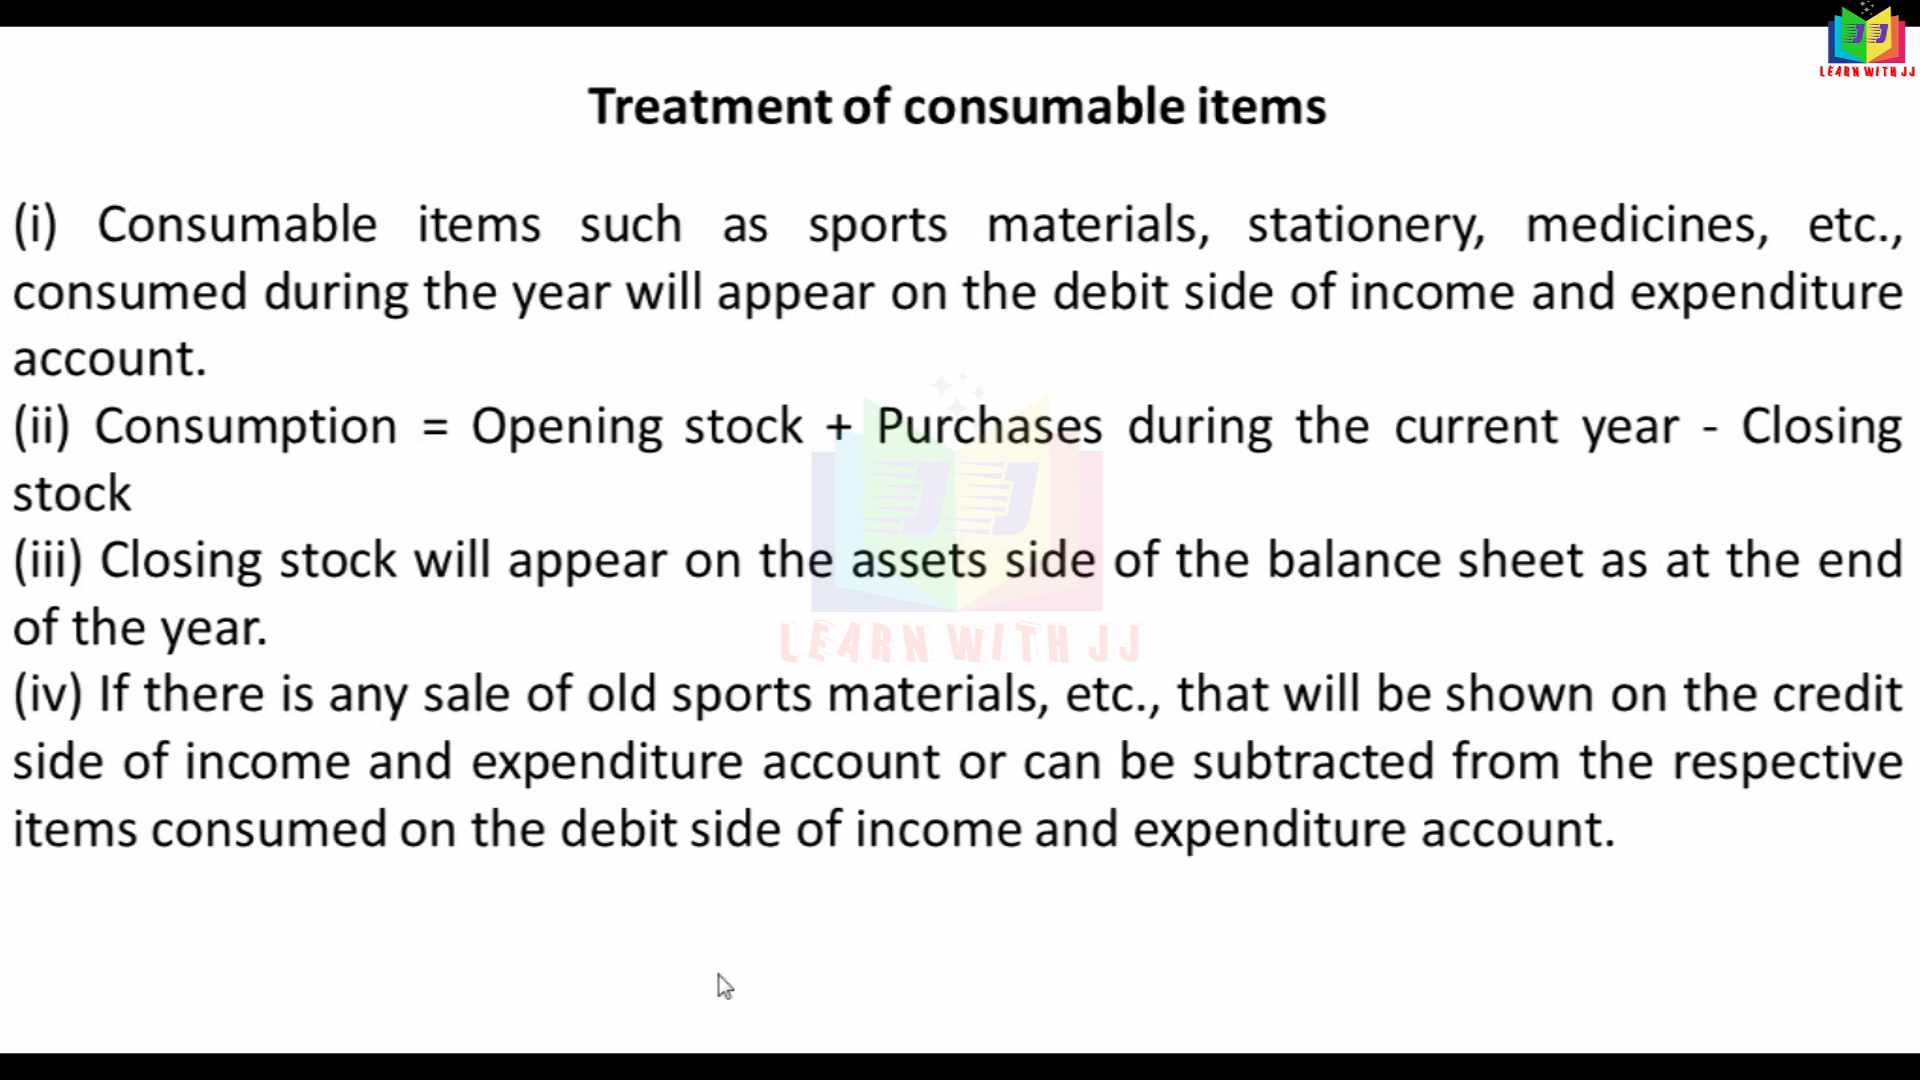 LEARN WITH JJ
Treatment of consumable items
(i) Consumable items such as sports materials, stationery, medicines, etc.,
consumed during the year will appear on the debit side of income and expenditure
account.
(ii) Consumption = Opening stock + Purchases during the current year - Closing
stock
(iii) Closing stock will appear on the assets side of the balance sheet as at the end
of the year.
LEARN WITH JJ
(iv) If there is any sale of old sports materials, etc., that will be shown on the credit
side of income and expenditure account or can be subtracted from the respective
items consumed on the debit side of income and expenditure account.